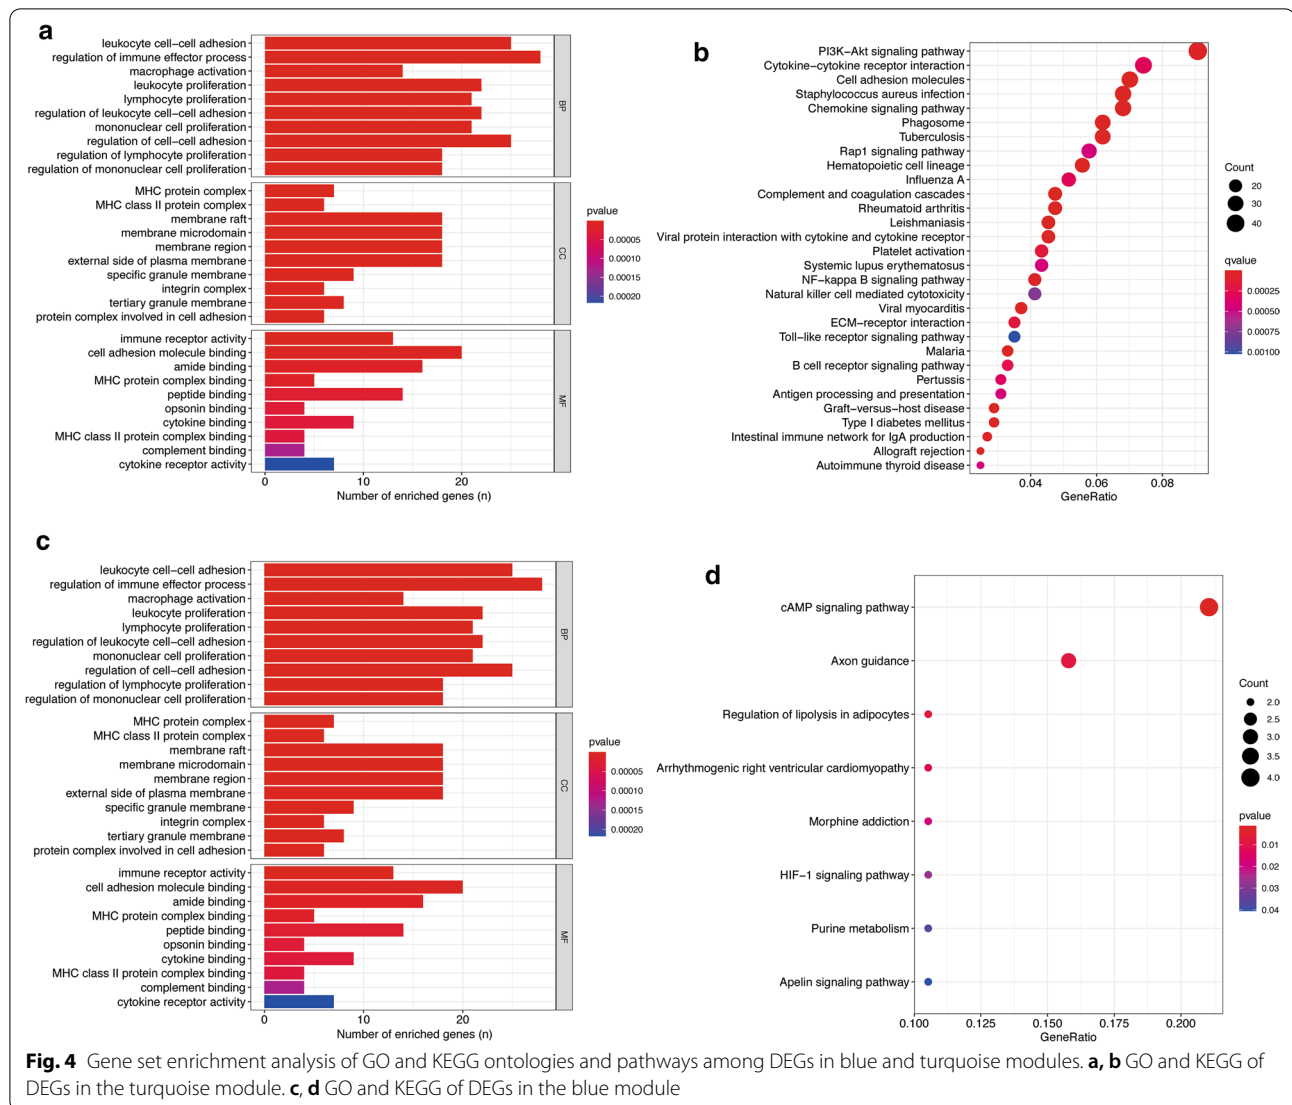 a
leukocyte cell−cell adhesion
regulation of immune effector process
macrophage activation
leukocyte proliferation
lymphocyte proliferation
regulation of leukocyte cell−cell adhesion
mononuclear cell proliferation
regulation of cell−cell adhesion
regulation of lymphocyte proliferation
regulation of mononuclear cell proliferation
BP
MHC protein complex
MHC class II protein complex
membrane raft
membrane microdomain
membrane region
external side of plasma membrane
specific granule membrane
integrin complex
tertiary granule membrane
protein complex involved in cell adhesion
CC
immune receptor activity
cell adhesion molecule binding
amide binding
MHC protein complex binding
peptide binding
opsonin binding
cytokine binding
MHC class II protein complex binding
complement binding
cytokine receptor activity
MF
0 10 20
Number of enriched genes (n)
pvalue
0.00005
0.00010
0.00015
0.00020
b
PI3K−Akt signaling pathway
Cytokine−cytokine receptor interaction
Cell adhesion molecules
Staphylococcus aureus infection
Chemokine signaling pathway
Phagosome
Tuberculosis
Rap1 signaling pathway
Hematopoietic cell lineage
Influenza A
Complement and coagulation cascades
Rheumatoid arthritis
Leishmaniasis
Viral protein interaction with cytokine and cytokine receptor
Platelet activation
Systemic lupus erythematosus
NF−kappa B signaling pathway
Natural killer cell mediated cytotoxicity
Viral myocarditis
ECM−receptor interaction
Toll−like receptor signaling pathway
Malaria
B cell receptor signaling pathway
Pertussis
Antigen processing and presentation
Graft−versus−host disease
Type I diabetes mellitus
Intestinal immune network for IgA production
Allograft rejection
Autoimmune thyroid disease
0.04 0.06 0.08
GeneRatio
Count
20
30
40
qvalue
0.00025
0.00050
0.00075
0.00100
c
leukocyte cell−cell adhesion
regulation of immune effector process
macrophage activation
leukocyte proliferation
lymphocyte proliferation
regulation of leukocyte cell−cell adhesion
mononuclear cell proliferation
regulation of cell−cell adhesion
regulation of lymphocyte proliferation
regulation of mononuclear cell proliferation
BP
MHC protein complex
MHC class II protein complex
membrane raft
membrane microdomain
membrane region
external side of plasma membrane
specific granule membrane
integrin complex
tertiary granule membrane
protein complex involved in cell adhesion
CC
immune receptor activity
cell adhesion molecule binding
amide binding
MHC protein complex binding
peptide binding
opsonin binding
cytokine binding
MHC class II protein complex binding
complement binding
cytokine receptor activity
MF
0 10 20
Number of enriched genes (n)
pvalue
0.00005
0.00010
0.00015
0.00020
d
cAMP signaling pathway
Axon guidance
Regulation of lipolysis in adipocytes
Arrhythmogenic right ventricular cardiomyopathy
Morphine addiction
HIF−1 signaling pathway
Purine metabolism
Apelin signaling pathway
0.100 0.125 0.150 0.175 0.200
GeneRatio
Count
2.0
2.5
3.0
3.5
4.0
pvalue
0.01
0.02
0.03
0.04
Fig. 4 Gene set enrichment analysis of GO and KEGG ontologies and pathways among DEGs in blue and turquoise modules. a, b GO and KEGG of
DEGs in the turquoise module. c, d GO and KEGG of DEGs in the blue module